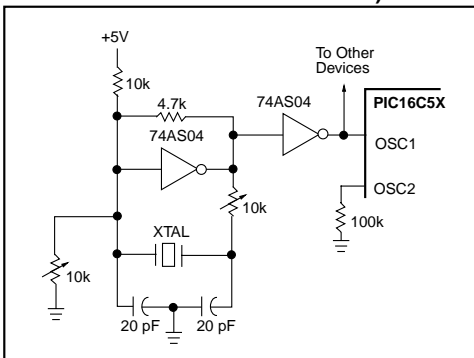 +5V
To Other
Devices
10k
4.7k
74AS04
74AS04
PIC16C5X
OSC1
OSC2
10k
100k
XTAL
10k
20 pF
20 pF